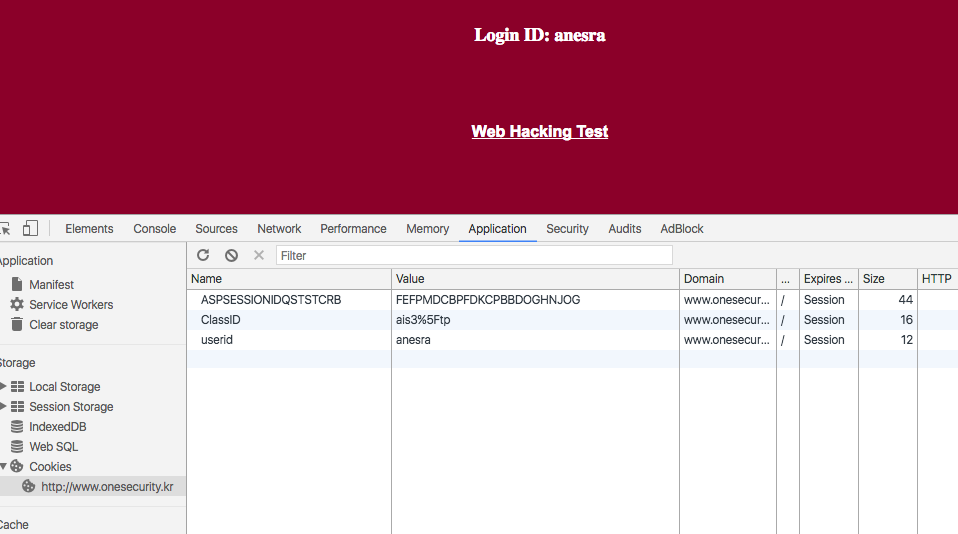 Login ID: anesra
Web Hacking Test
Elements Console Sources Network Performance Memory Application Security Audits AdBlock
Application
Manifest
Service Workers
Clear storage
Storage
Local Storage
Session Storage
IndexedDB
Web SQL
Cookies
http://www.onesecurity.kr
Cache
Filter
Name Value Domain ... Expires ... Size HTTP
ASPSESSIONIDQSTSTCRB FEFPMDCBPFDKCPBBDOGHNJOG www.onesecur... / Session 44
ClassID ais3%5Ftp www.onesecur... / Session 16
userid anesra www.onesecur... / Session 12